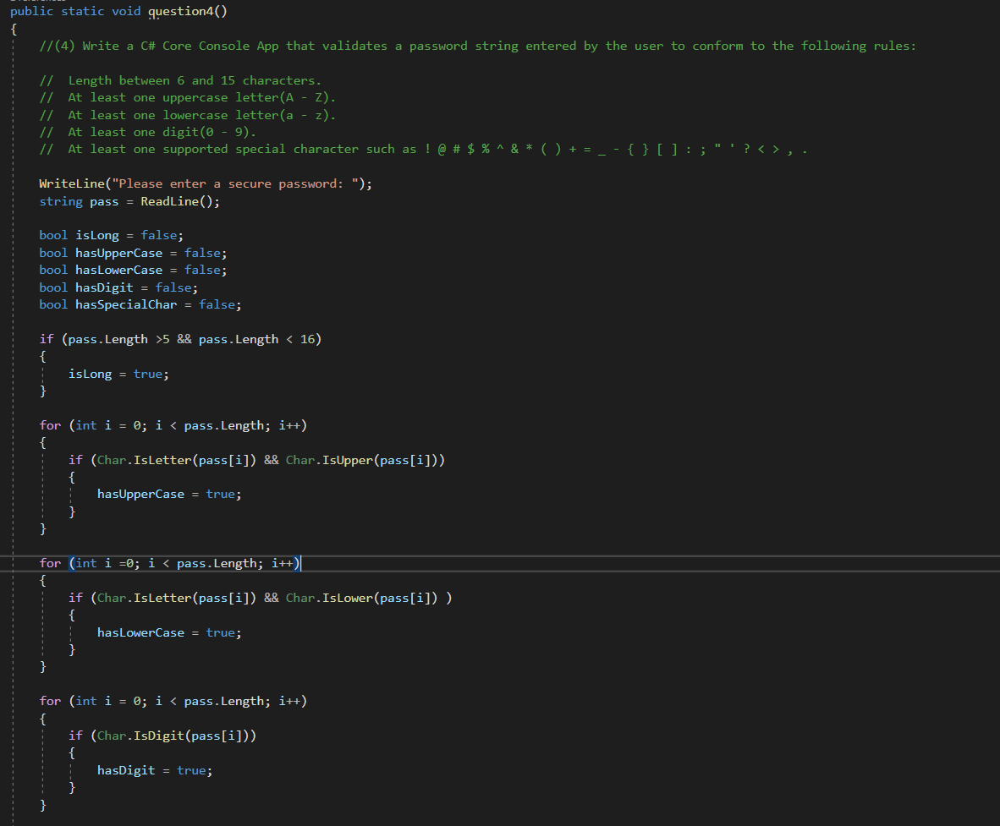 public static void question4()
{
//(4) Write a C# Core Console App that validates a password string entered by the user to conform to the following rules:
//  Length between 6 and 15 characters.
//  At least one uppercase letter(A - Z).
//  At least one lowercase letter(a - z).
//  At least one digit(0 - 9).
//  At least one supported special character such as ! @ # $ % ^ & * ( ) + = _ - { } [ ] : ; " ' ? < > , .
WriteLine("Please enter a secure password: ");
string pass = ReadLine();
bool isLong = false;
bool hasUpperCase = false;
bool hasLowerCase = false;
bool hasDigit = false;
bool hasSpecialChar = false;
if (pass.Length >5 && pass.Length < 16)
{
isLong = true;
}
for (int i = 0; i < pass.Length; i++)
{
if (Char.IsLetter(pass[i]) && Char.IsUpper(pass[i]))
{
hasUpperCase = true;
}
}
for (int i =0; i < pass.Length; i++)
{
if (Char.IsLetter(pass[i]) && Char.IsLower(pass[i]) )
{
hasLowerCase = true;
}
}
for (int i = 0; i < pass.Length; i++)
{
if (Char.IsDigit(pass[i]))
{
hasDigit = true;
}
}